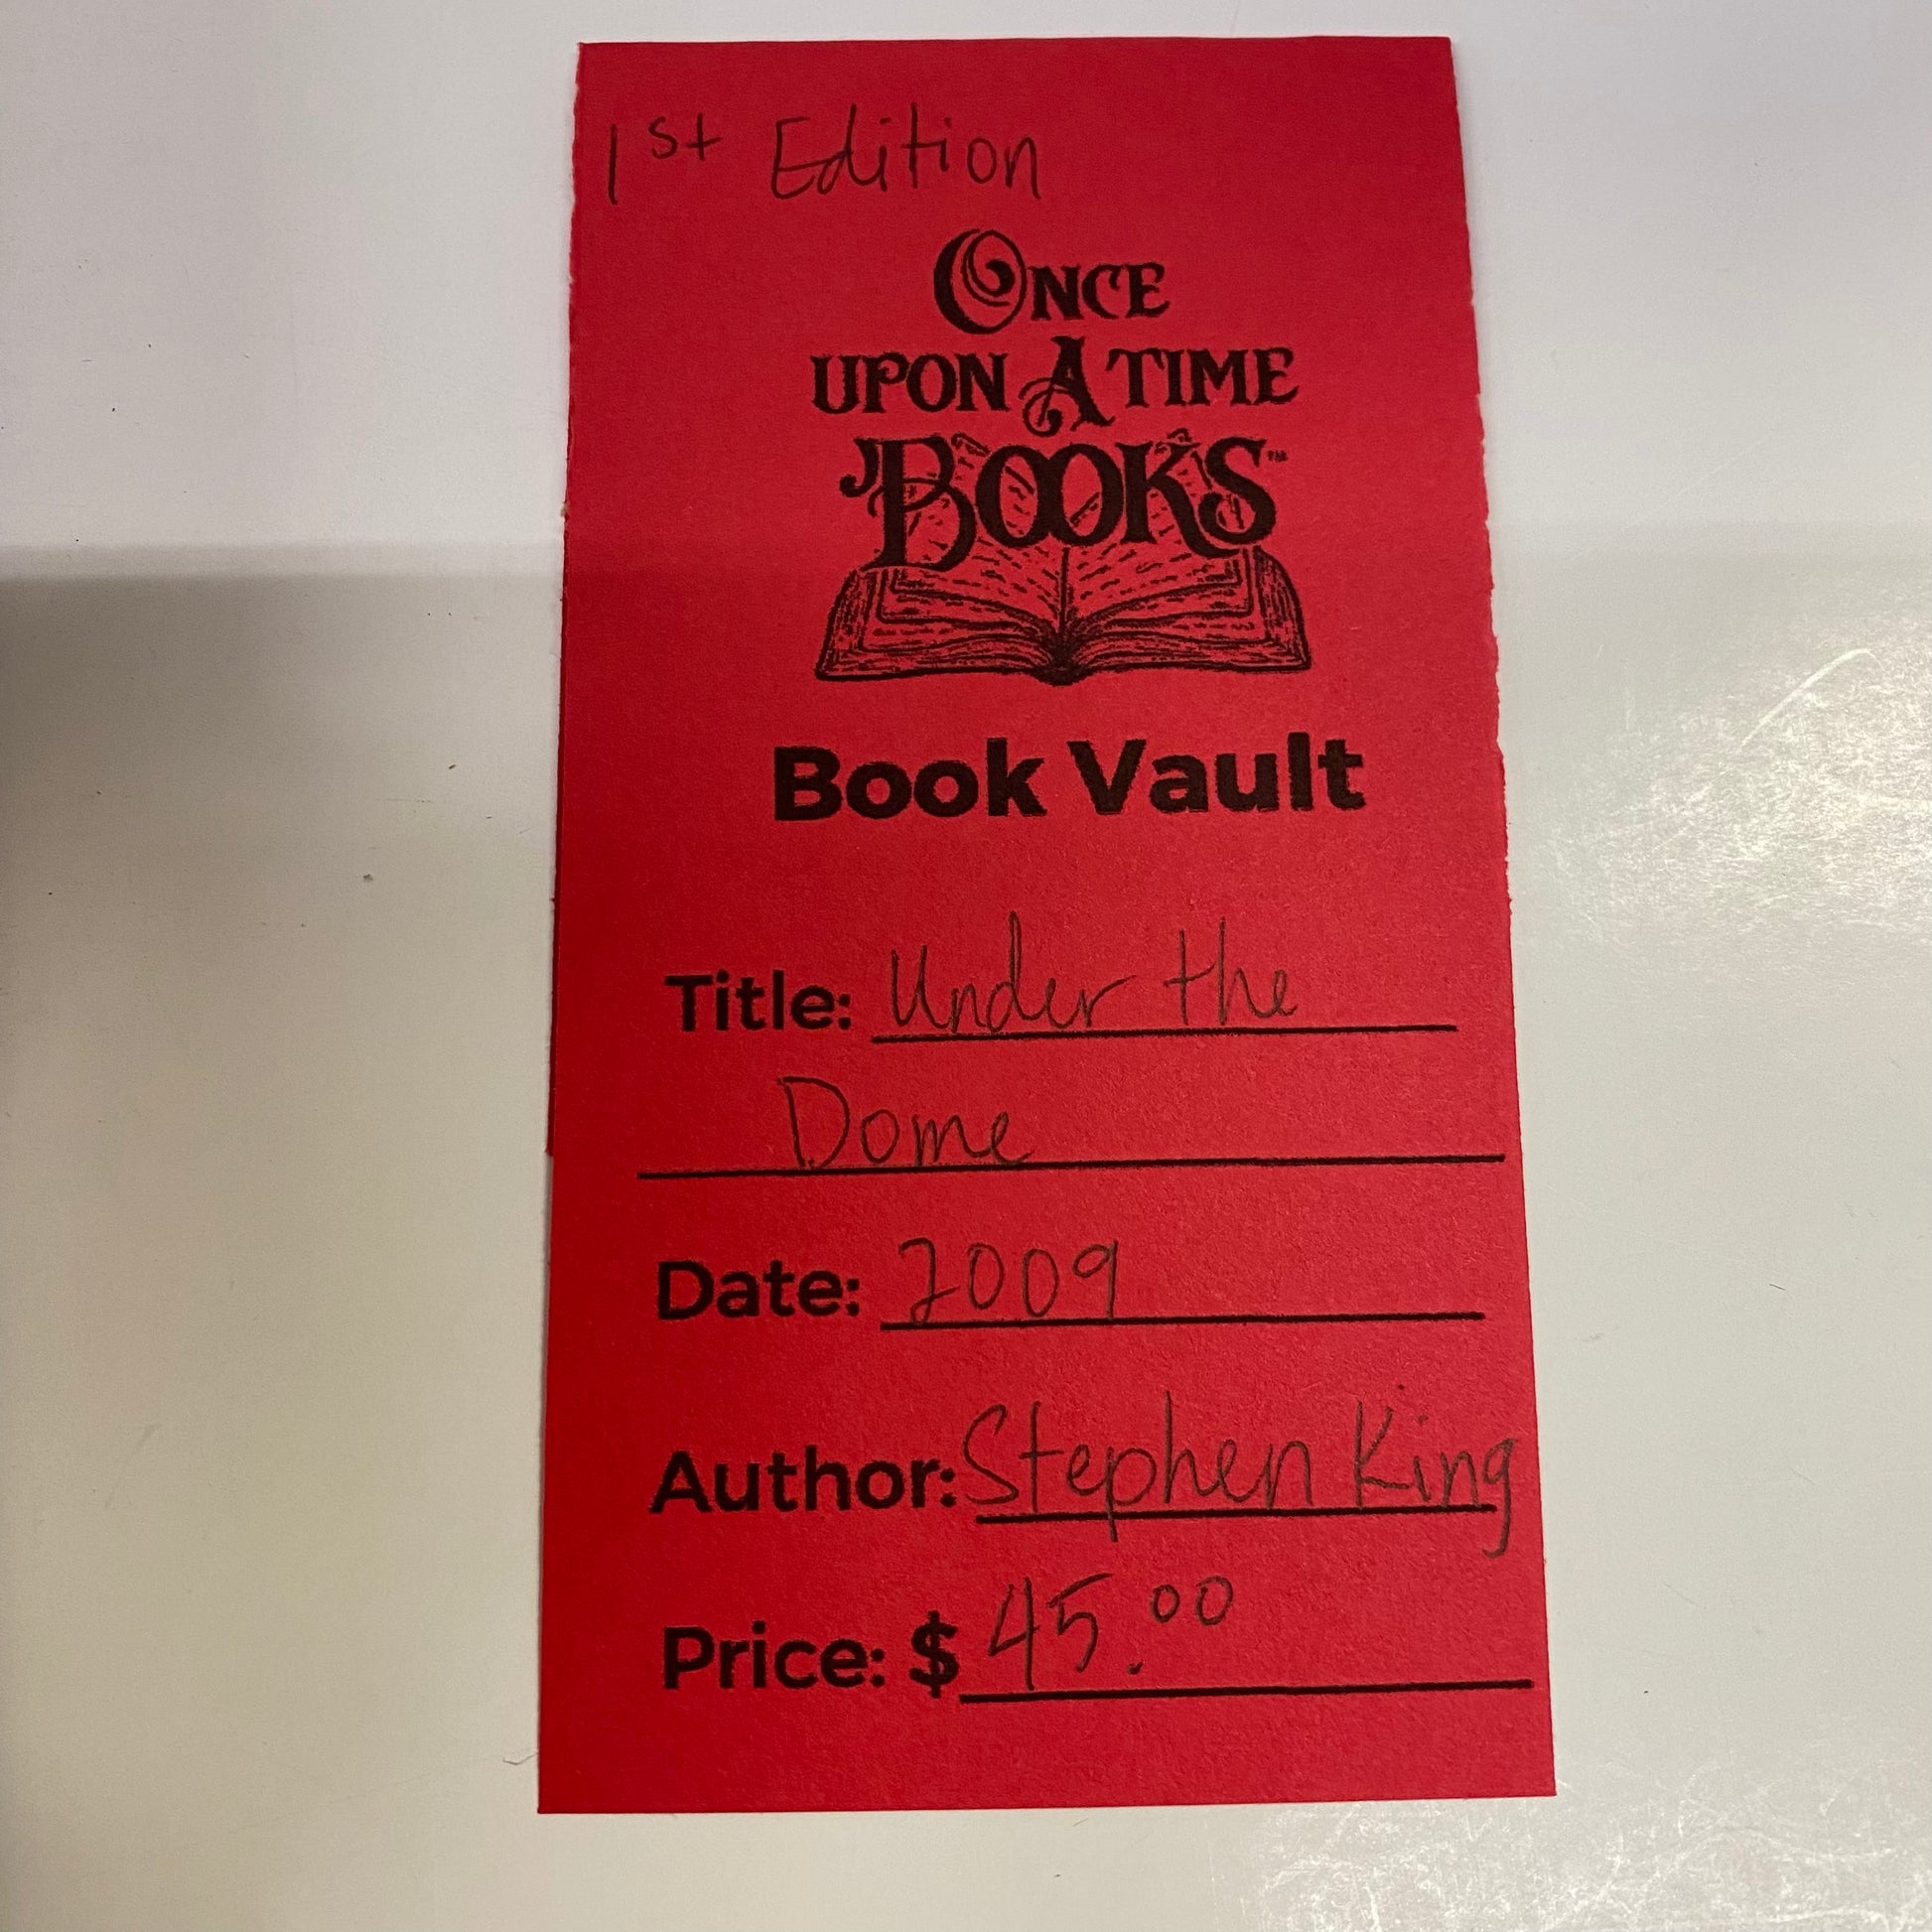 1st Edition
ONCE
UPON A TIME
BOOKS™
Book Vault
Title: Under the
Dome
Date: 2009
Author: Stephen King
Price: $45.00